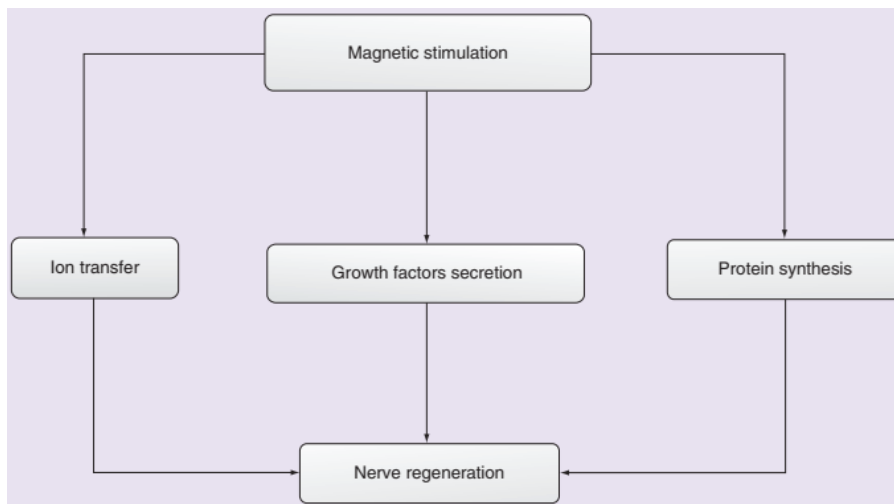 Magnetic stimulation
Ion transfer
Growth factors secretion
Protein synthesis
Nerve regeneration